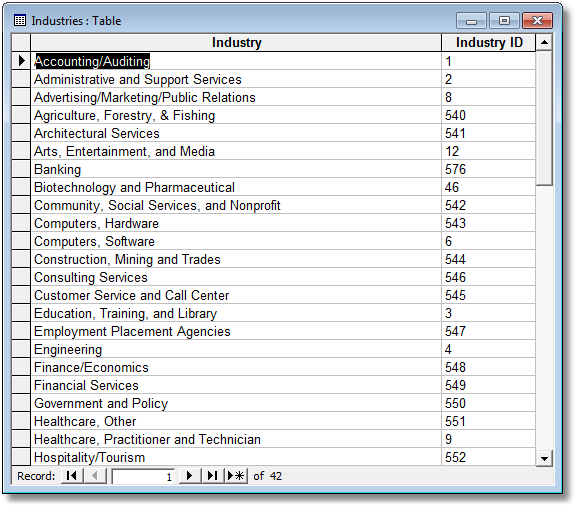 Industries : Table
Industry Industry ID
Accounting/Auditing 1
Administrative and Support Services 2
Advertising/Marketing/Public Relations 8
Agriculture, Forestry, & Fishing 540
Architectural Services 541
Arts, Entertainment, and Media 12
Banking 576
Biotechnology and Pharmaceutical 46
Community, Social Services, and Nonprofit 542
Computers, Hardware 543
Computers, Software 6
Construction, Mining and Trades 544
Consulting Services 546
Customer Service and Call Center 545
Education, Training, and Library 3
Employment Placement Agencies 547
Engineering 4
Finance/Economics 548
Financial Services 549
Government and Policy 550
Healthcare, Other 551
Healthcare, Practitioner and Technician 9
Hospitality/Tourism 552
Record: 1 of 42